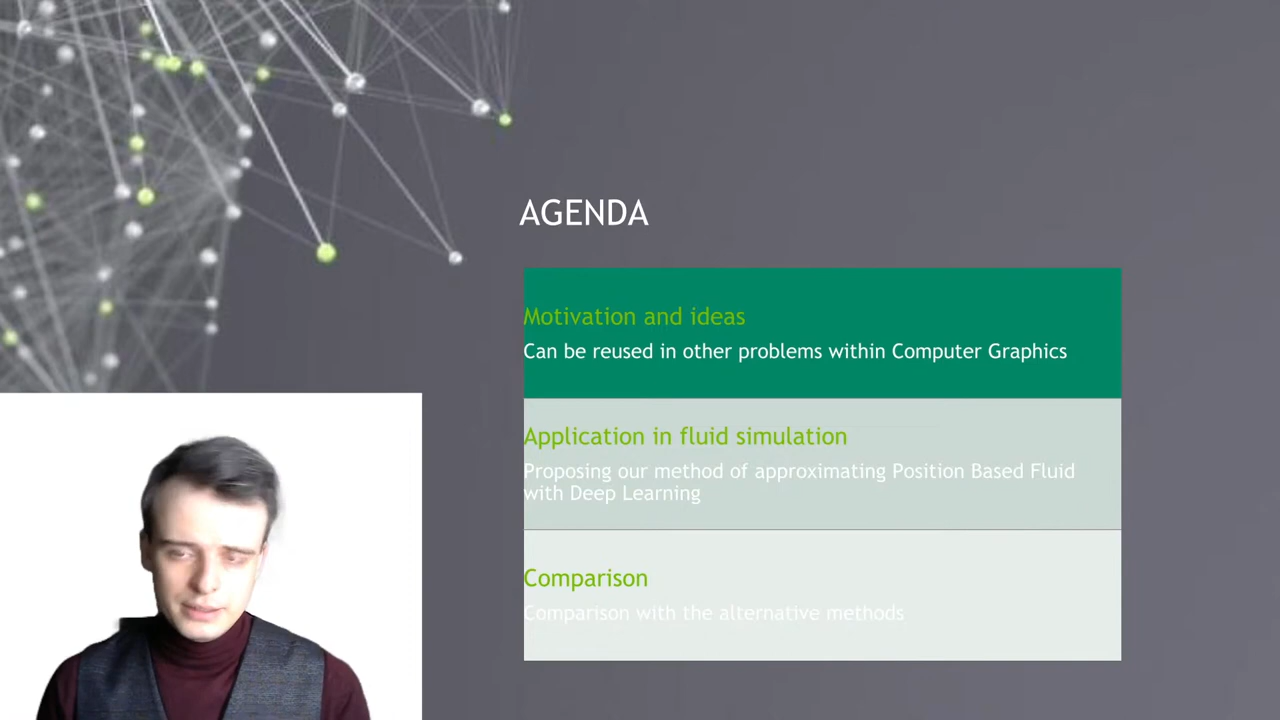 AGENDA
Motivation and ideas
Can be reused in other problems within Computer Graphics
Application in fluid simulation
Proposing our method of approximating Position Based Fluid
with Deep Learning
Comparison
Comparison with the alternative methods